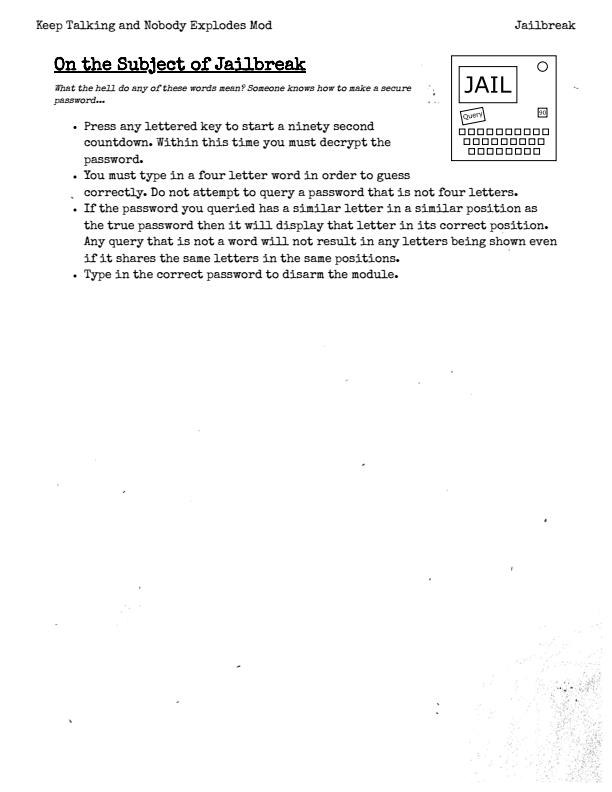 Keep Talking and Nobody Explodes Mod
Jailbreak
On the Subject of Jailbreak
What the hell do any of these words mean? Someone knows how to make a secure
password...
JAIL
Query
90
• Press any lettered key to start a ninety second
countdown. Within this time you must decrypt the
password.
• You must type in a four letter word in order to guess
correctly. Do not attempt to query a password that is not four letters.
• If the password you queried has a similar letter in a similar position as
the true password then it will display that letter in its correct position.
Any query that is not a word will not result in any letters being shown even
if it shares the same letters in the same positions.
• Type in the correct password to disarm the module.